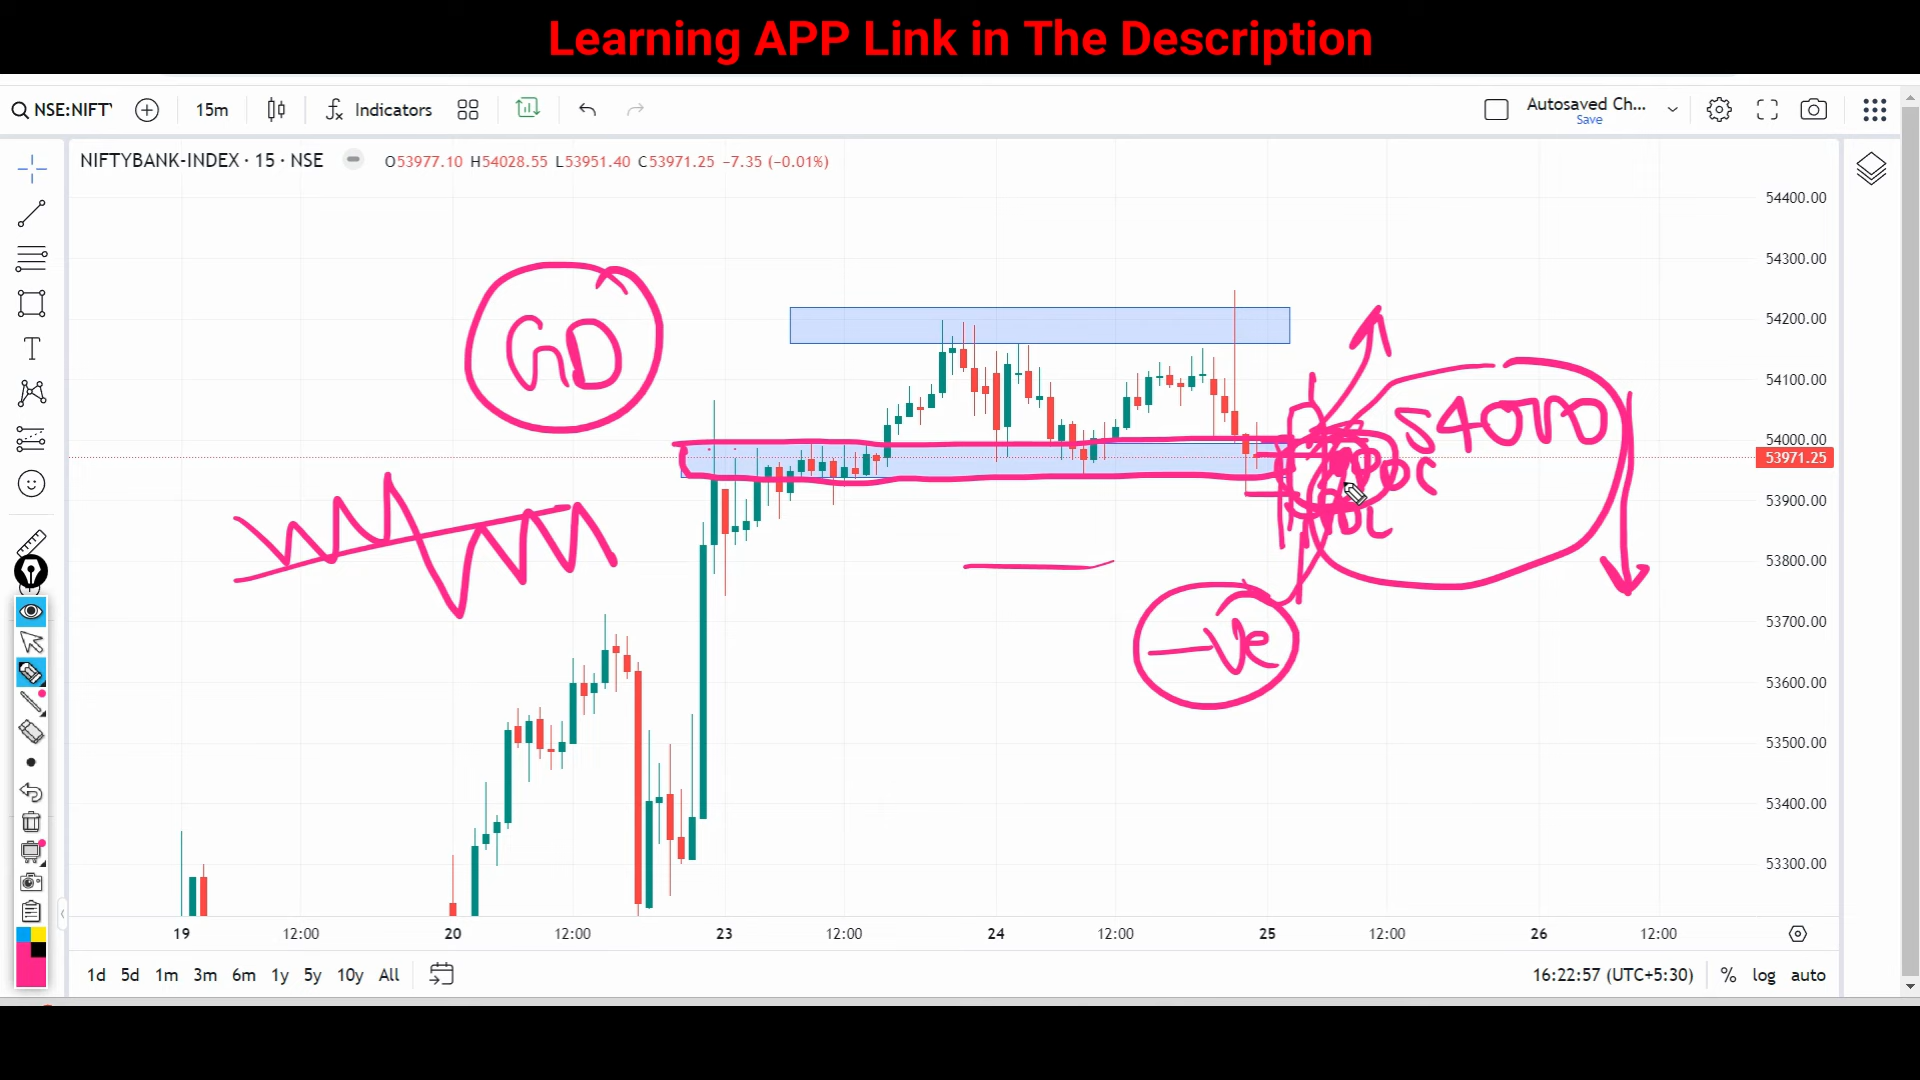 Learning APP Link in The Description
NSE:NIFTY
15m
Indicators
Autosaved Ch...
Save
NIFTYBANK-INDEX · 15 · NSE
O53977.10 H54028.55 L53951.40 C53971.25 −7.35 (−0.01%)
54400.00
54300.00
54200.00
54100.00
54000.00
53971.25
53900.00
53800.00
53700.00
53600.00
53500.00
53400.00
53300.00
GD
54000
-ve
19 12:00 20 12:00 23 12:00 24 12:00 25 12:00 26 12:00
1d 5d 1m 3m 6m 1y 5y 10y All
16:22:57 (UTC+5:30) % log auto